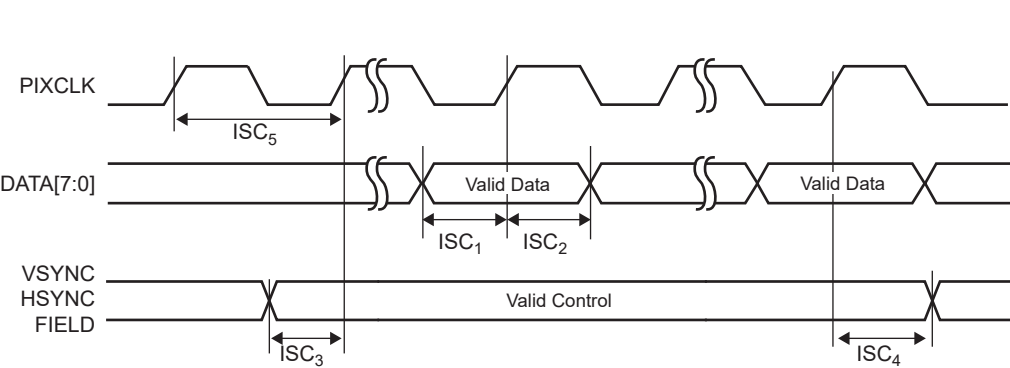 PIXCLK
ISC5
DATA[7:0]
Valid Data
Valid Data
ISC1
ISC2
VSYNC
HSYNC
FIELD
Valid Control
ISC3
ISC4